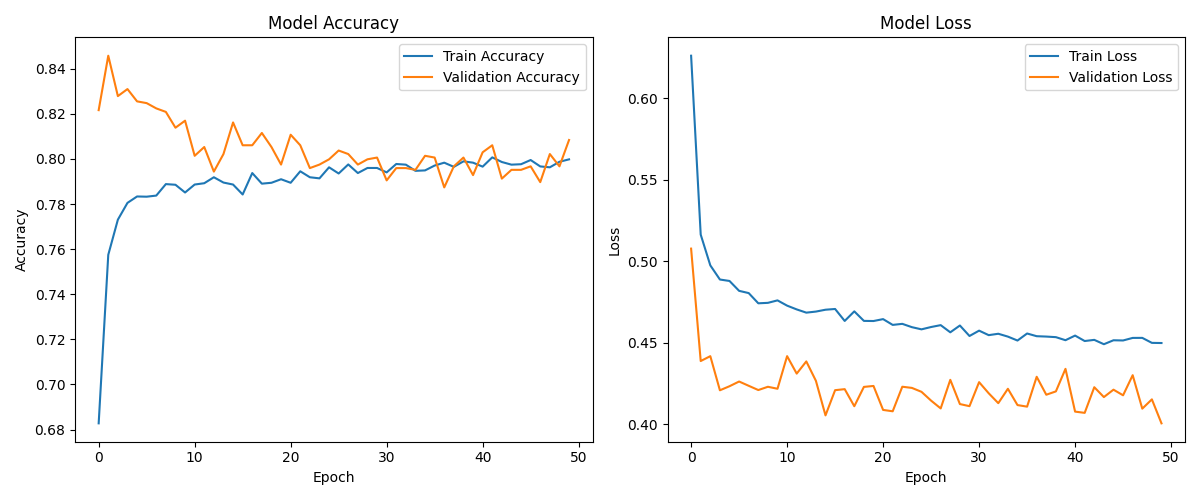 Model Accuracy
Train Accuracy
Validation Accuracy
0.84
0.82
0.80
0.78
0.76
0.74
0.72
0.70
0.68
Accuracy
0
10
20
30
40
50
Epoch
Model Loss
Train Loss
Validation Loss
0.60
0.55
0.50
0.45
0.40
Loss
0
10
20
30
40
50
Epoch